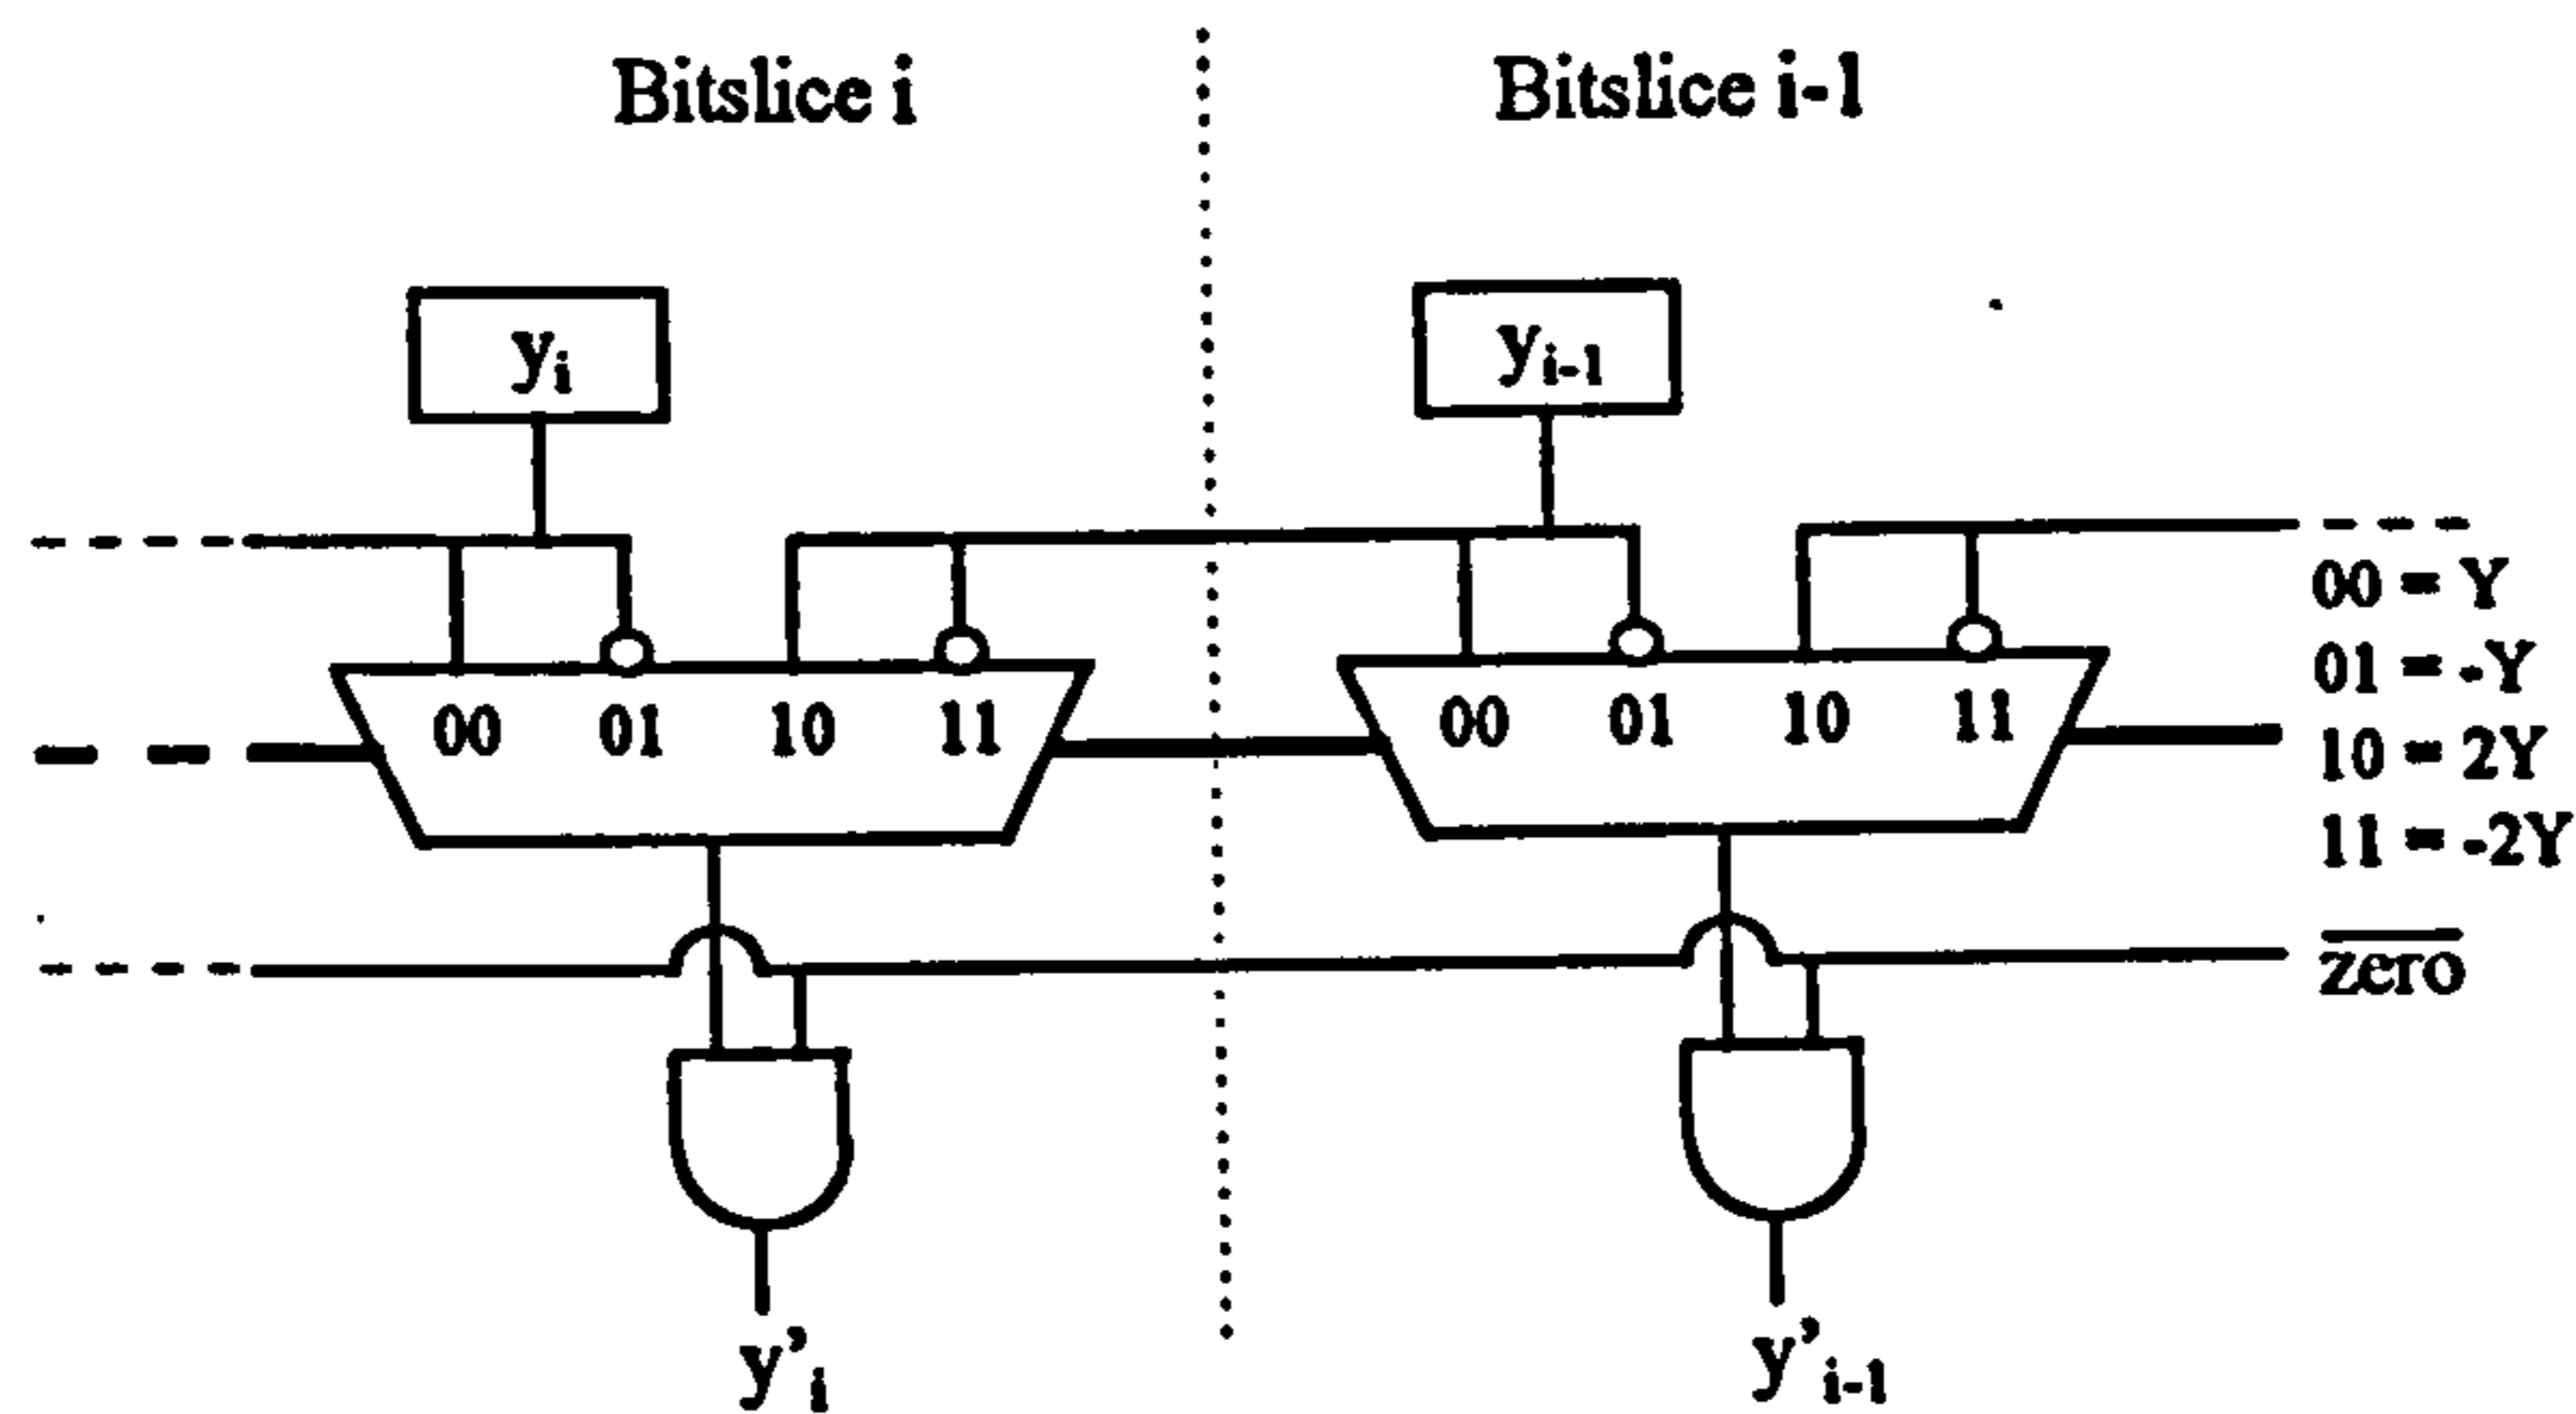 Bitslice i
Bitslice i-1
yᵢ
yᵢ₋₁
00 01 10 11
00 01 10 11
00 = Y
01 = -Y
10 = 2Y
11 = -2Y
z̅e̅r̅o̅
y’ᵢ
y’ᵢ₋₁